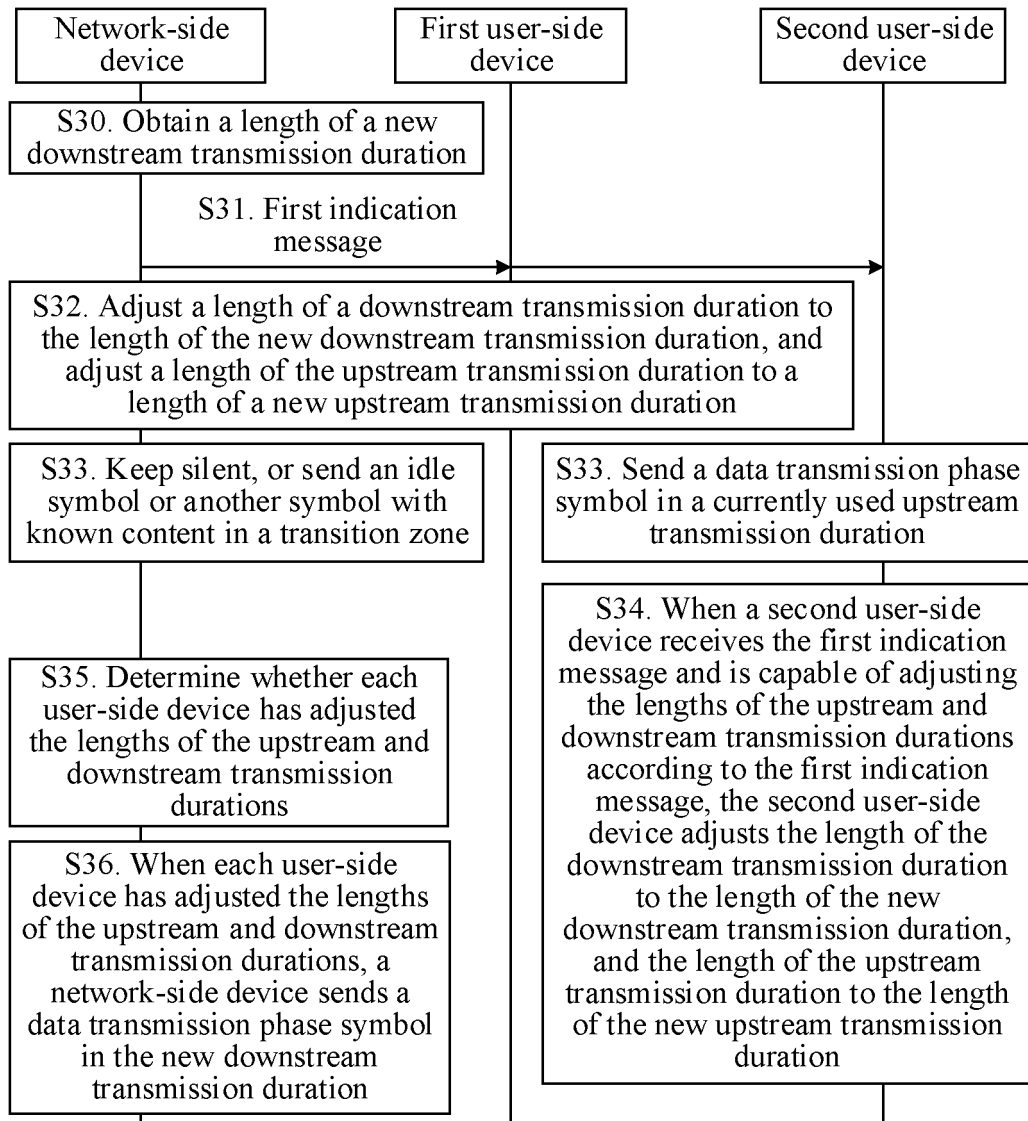 Network-side
device
First user-side
device
Second user-side
device
S30. Obtain a length of a new
downstream transmission duration
S31. First indication
message
S32. Adjust a length of a downstream transmission duration to
the length of the new downstream transmission duration, and
adjust a length of the upstream transmission duration to a
length of a new upstream transmission duration
S33. Keep silent, or send an idle
symbol or another symbol with
known content in a transition zone
S33. Send a data transmission phase
symbol in a currently used upstream
transmission duration
S34. When a second user-side
device receives the first indication
message and is capable of adjusting
the lengths of the upstream and
downstream transmission durations
according to the first indication
message, the second user-side
device adjusts the length of the
downstream transmission duration
to the length of the new
downstream transmission duration,
and the length of the upstream
transmission duration to the length
of the new upstream transmission
duration
S35. Determine whether each
user-side device has adjusted
the lengths of the upstream and
downstream transmission
durations
S36. When each user-side
device has adjusted the lengths
of the upstream and downstream
transmission durations, a
network-side device sends a
data transmission phase symbol
in the new downstream
transmission duration